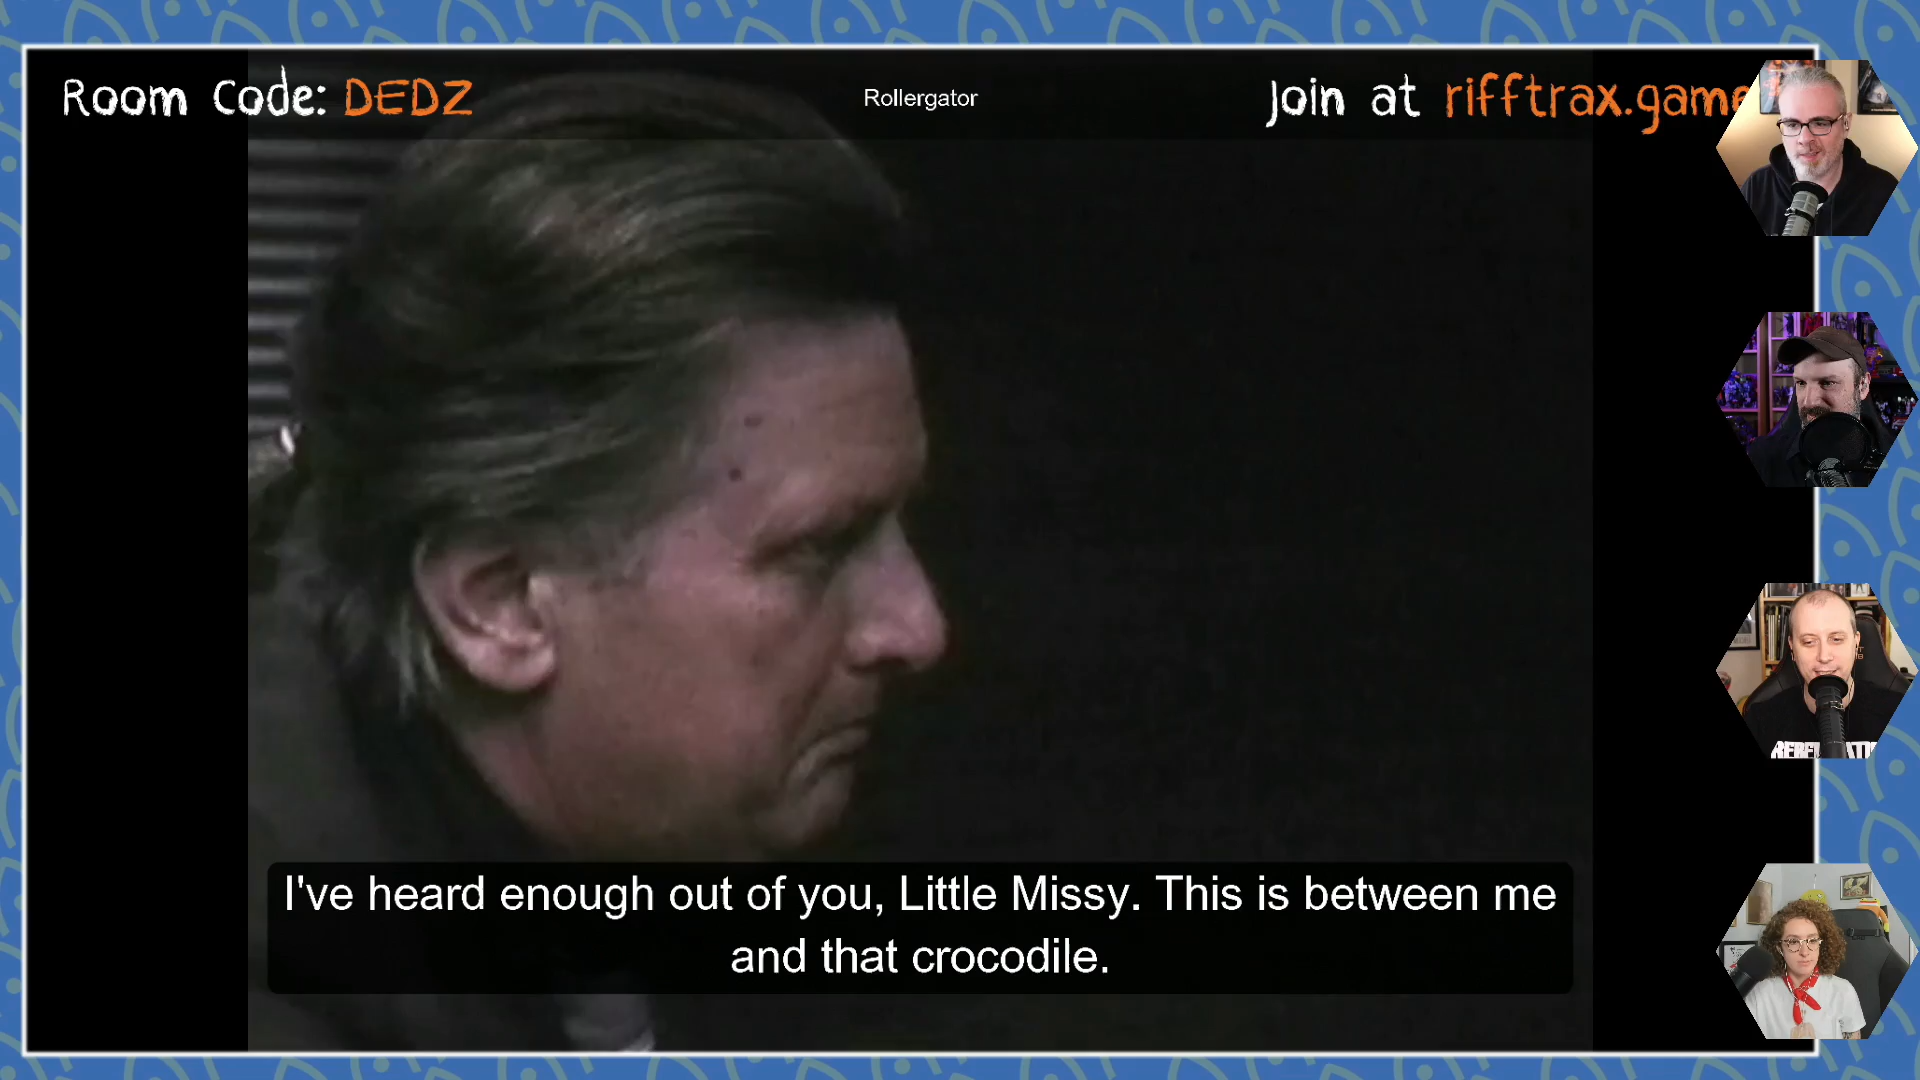 Room Code: DEDZ
Rollergator
Join at rifftrax.game
I've heard enough out of you, Little Missy. This is between me
and that crocodile.